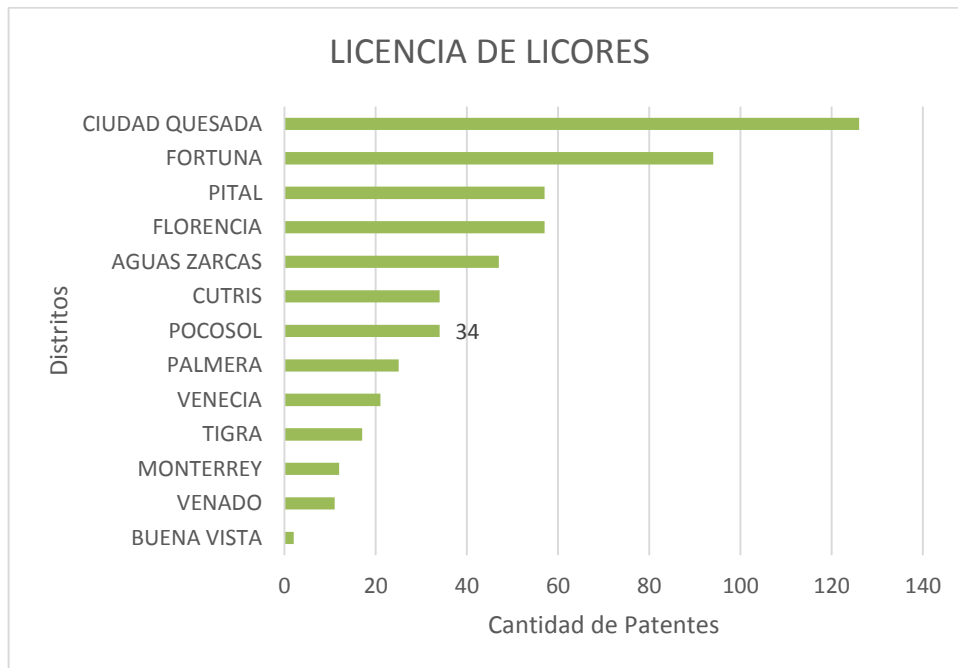 LICENCIA DE LICORES
CIUDAD QUESADA
FORTUNA
PITAL
FLORENCIA
AGUAS ZARCAS
CUTRIS
POCOSOL 34
PALMERA
VENECIA
TIGRA
MONTERREY
VENADO
BUENA VISTA
Distritos
0 20 40 60 80 100 120 140
Cantidad de Patentes